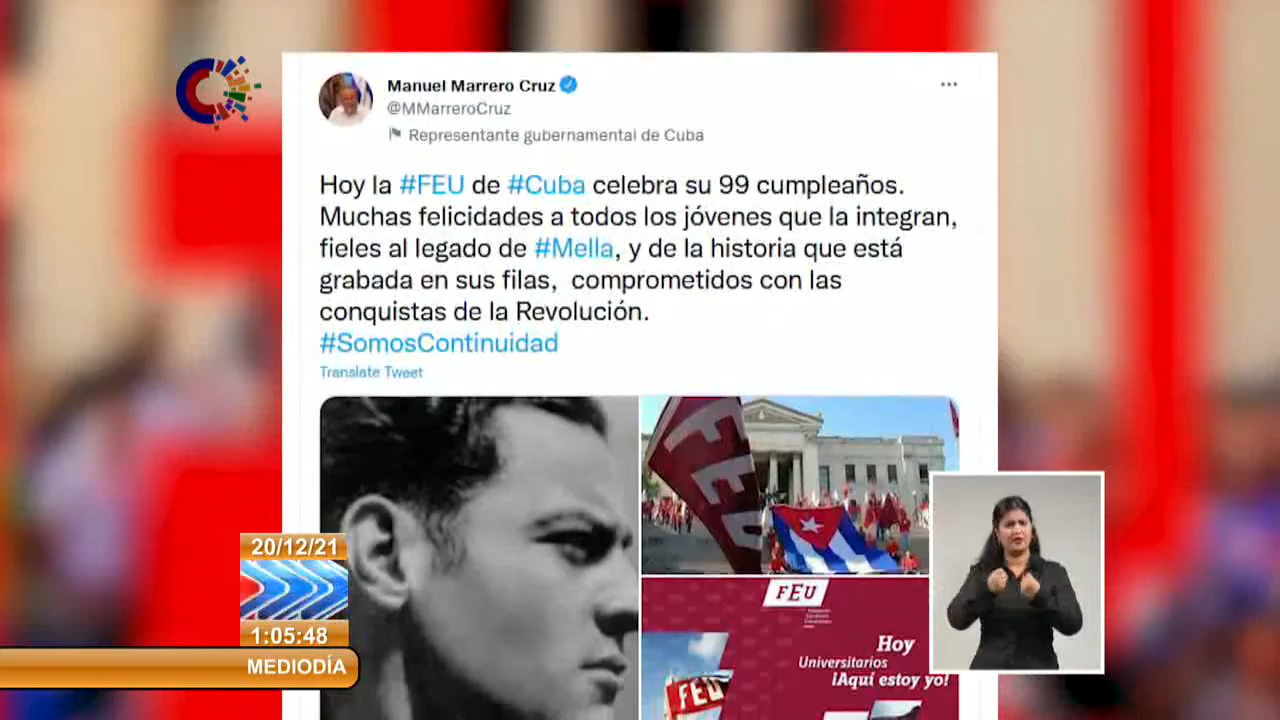 Manuel Marrero Cruz
@MMarreroCruz
Representante gubernamental de Cuba
Hoy la #FEU de #Cuba celebra su 99 cumpleaños.
Muchas felicidades a todos los jóvenes que la integran,
fieles al legado de #Mella, y de la historia que está
grabada en sus filas, comprometidos con las
conquistas de la Revolución.
#SomosContinuidad
Translate Tweet
FEU
FEU
Hoy
Universitarios
¡Aquí estoy yo!
FEU
20/12/21
1:05:48
MEDIODÍA